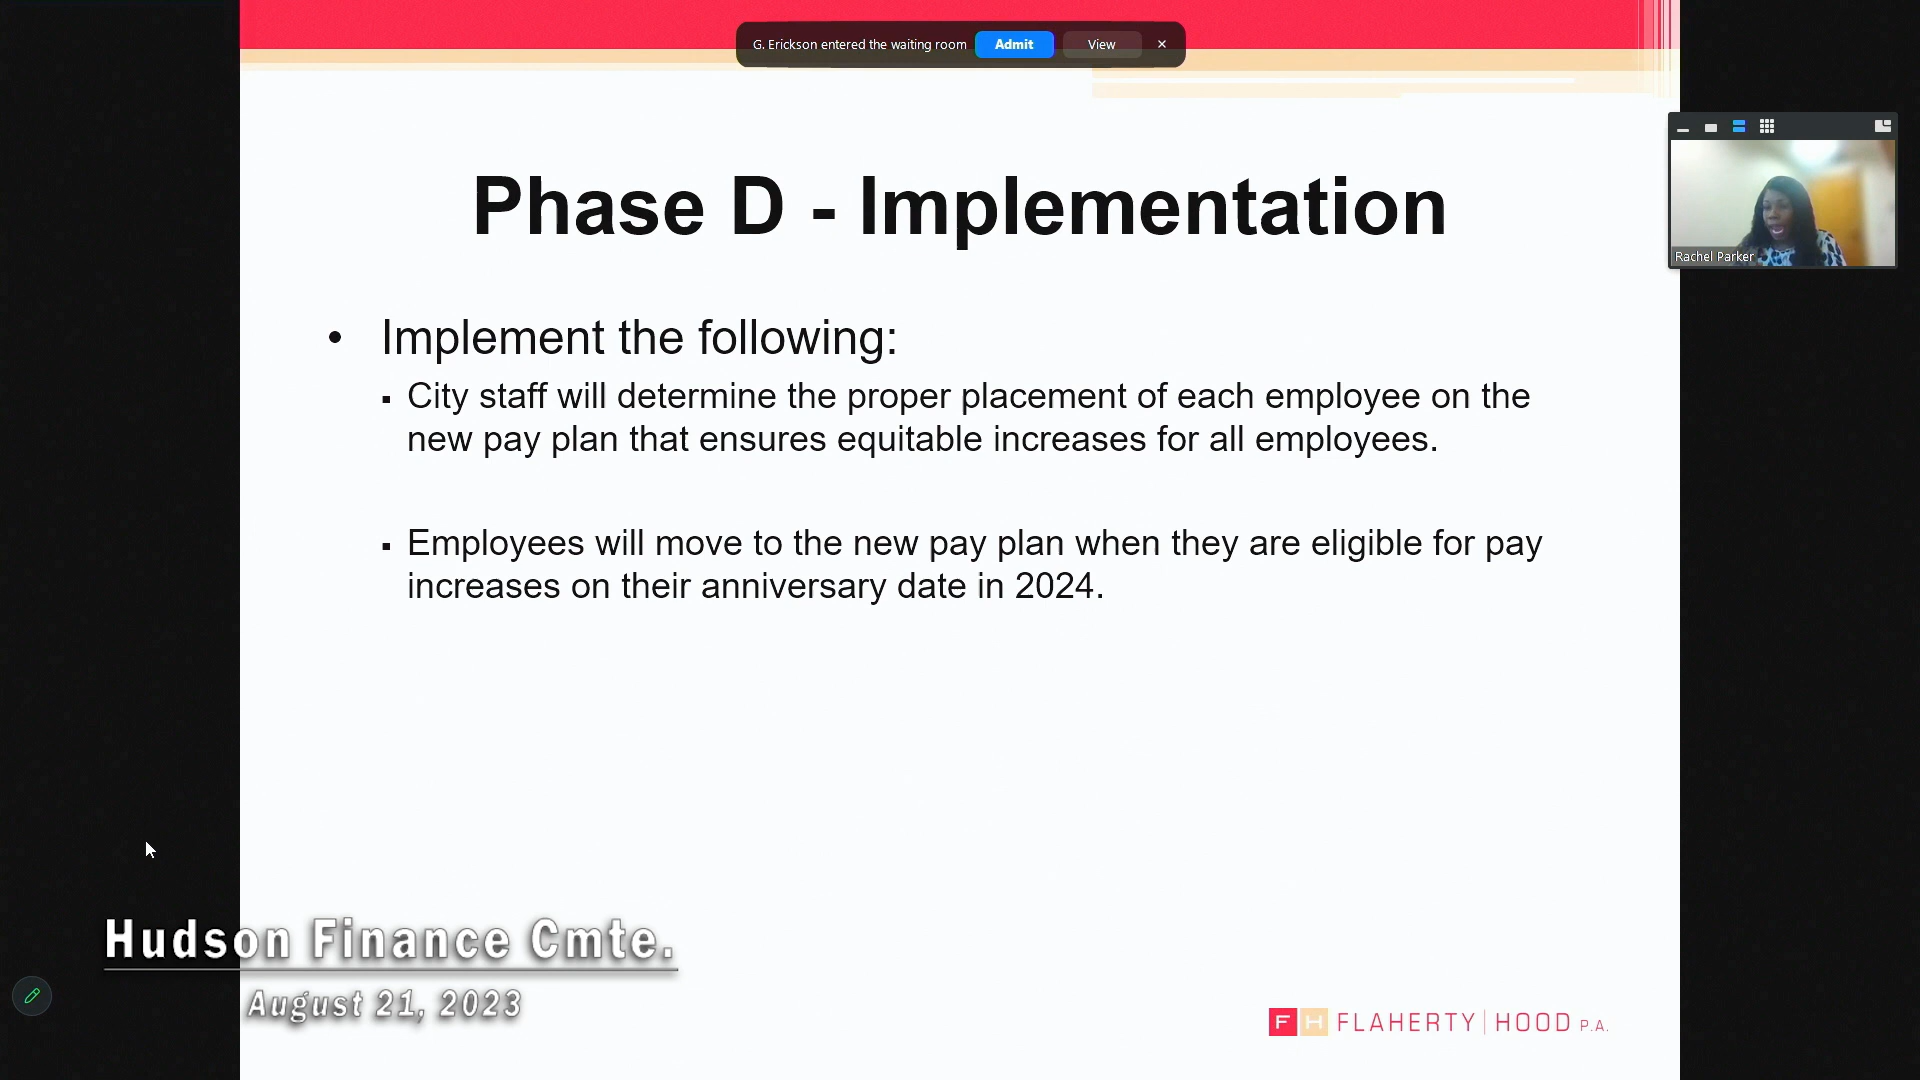 G. Erickson entered the waiting room Admit View ×
Phase D - Implementation
Rachel Parker
• Implement the following:
▪ City staff will determine the proper placement of each employee on the
new pay plan that ensures equitable increases for all employees.
▪ Employees will move to the new pay plan when they are eligible for pay
increases on their anniversary date in 2024.
Hudson Finance Cmte.
August 21, 2023
FH FLAHERTY | HOOD P.A.